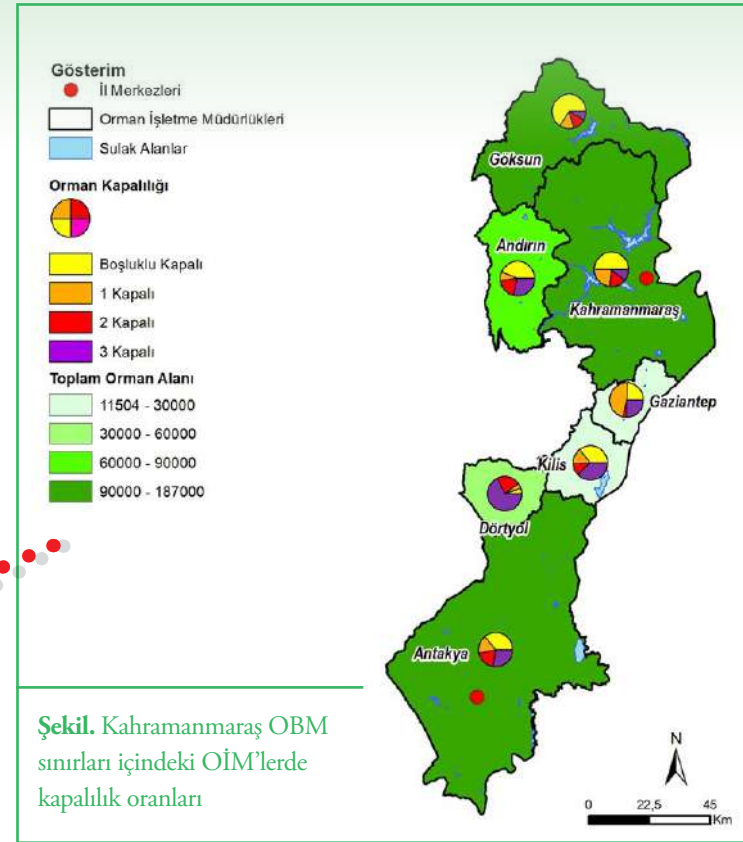 Gösterim
İl Merkezleri
Orman İşletme Müdürlükleri
Sulak Alanlar
Orman Kapalılığı
Boşluklu Kapalı
1 Kapalı
2 Kapalı
3 Kapalı
Toplam Orman Alanı
11504 - 30000
30000 - 60000
60000 - 90000
90000 - 187000
Göksun
Andırın
Kahramanmaraş
Gaziantep
Kilis
Dörtyol
Antakya
Şekil. Kahramanmaraş OBM
sınırları içindeki OİM'lerde
kapalılık oranları
N
0 22,5 45
Km